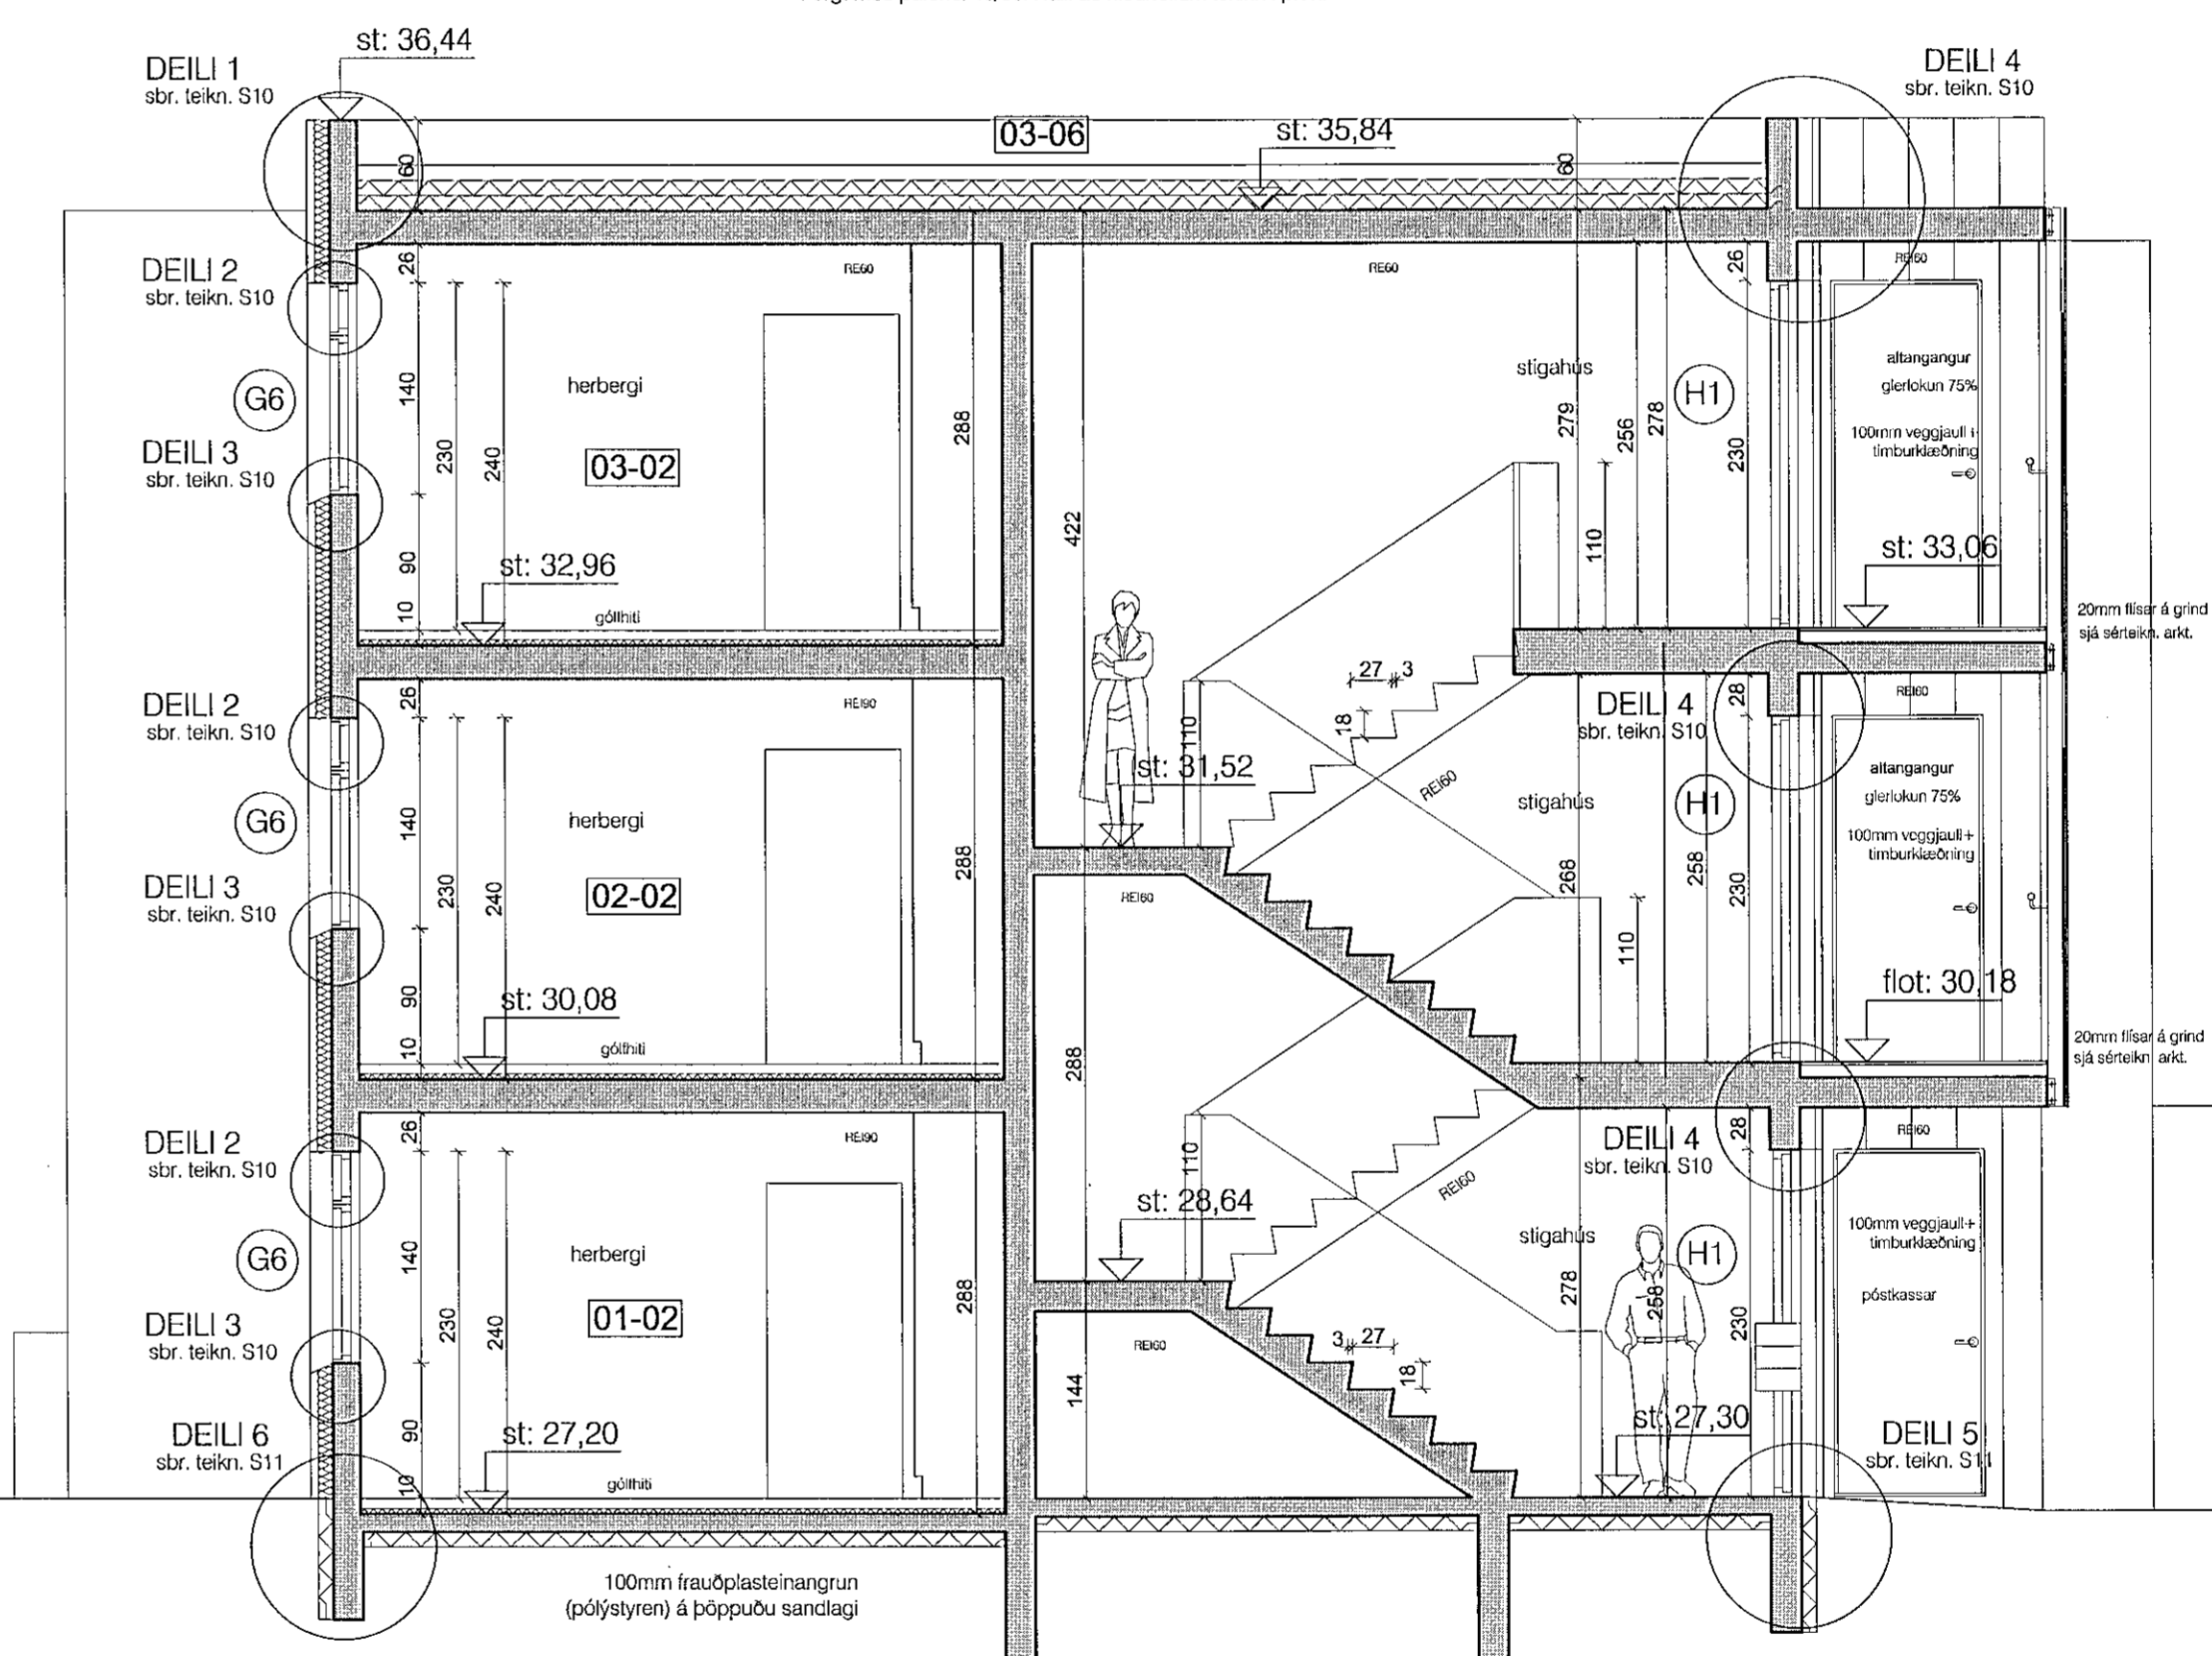 st: 36,44
DEILI 1
sbr. teikn. S10
DEILI 4
sbr. teikn. S10
03-06
st: 35,84
60
60
DEILI 2
sbr. teikn. S10
26
RE60
RE60
26
REI60
G6
140
herbergi
stigahús
H1
altangangur
glerlokun 75%
100mm veggjaull+
timburklæðning
DEILI 3
sbr. teikn. S10
230
240
03-02
288
279
256
278
230
422
110
90
st: 32,96
st: 33,06
10
gólfhiti
20mm flísar á grind
sjá sérteikn. arkt.
DEILI 2
sbr. teikn. S10
26
REI90
27
3
18
DEILI 4
sbr. teikn. S10
28
REI60
110
st: 31,52
REI60
G6
140
herbergi
stigahús
H1
altangangur
glerlokun 75%
100mm veggjaull+
timburklæðning
DEILI 3
sbr. teikn. S10
230
240
02-02
288
REI60
268
258
230
110
90
st: 30,08
flot: 30,18
10
gólfhiti
288
20mm flísar á grind
sjá sérteikn. arkt.
DEILI 2
sbr. teikn. S10
26
REI90
DEILI 4
sbr. teikn. S10
28
REI60
110
st: 28,64
REI60
G6
140
herbergi
stigahús
H1
100mm veggjaull+
timburklæðning
póstkassar
DEILI 3
sbr. teikn. S10
230
240
01-02
288
REI60
3
27
18
278
258
230
144
DEILI 6
sbr. teikn. S11
90
st: 27,20
st: 27,30
DEILI 5
sbr. teikn. S11
10
gólfhiti
100mm frauðplasteinangrun
(pólýstyren) á þöppuðu sandlagi